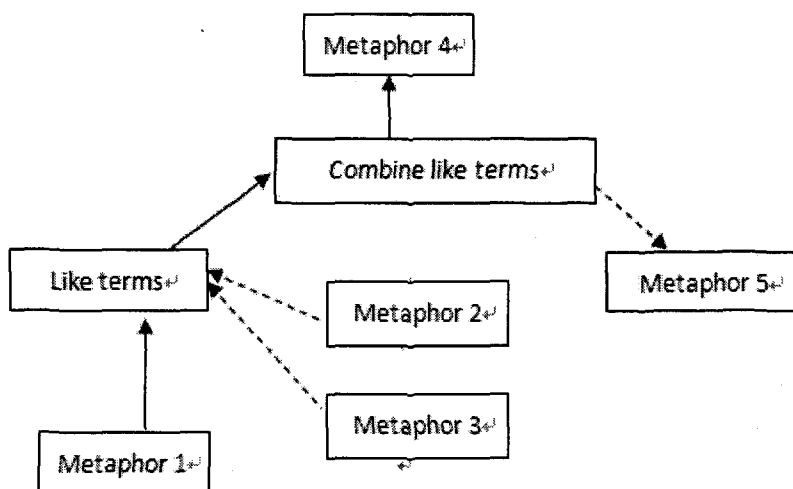 Metaphor 4↵
Combine like terms↵
Like terms↵
Metaphor 5↵
Metaphor 2↵
Metaphor 3↵
↵
Metaphor 1↵